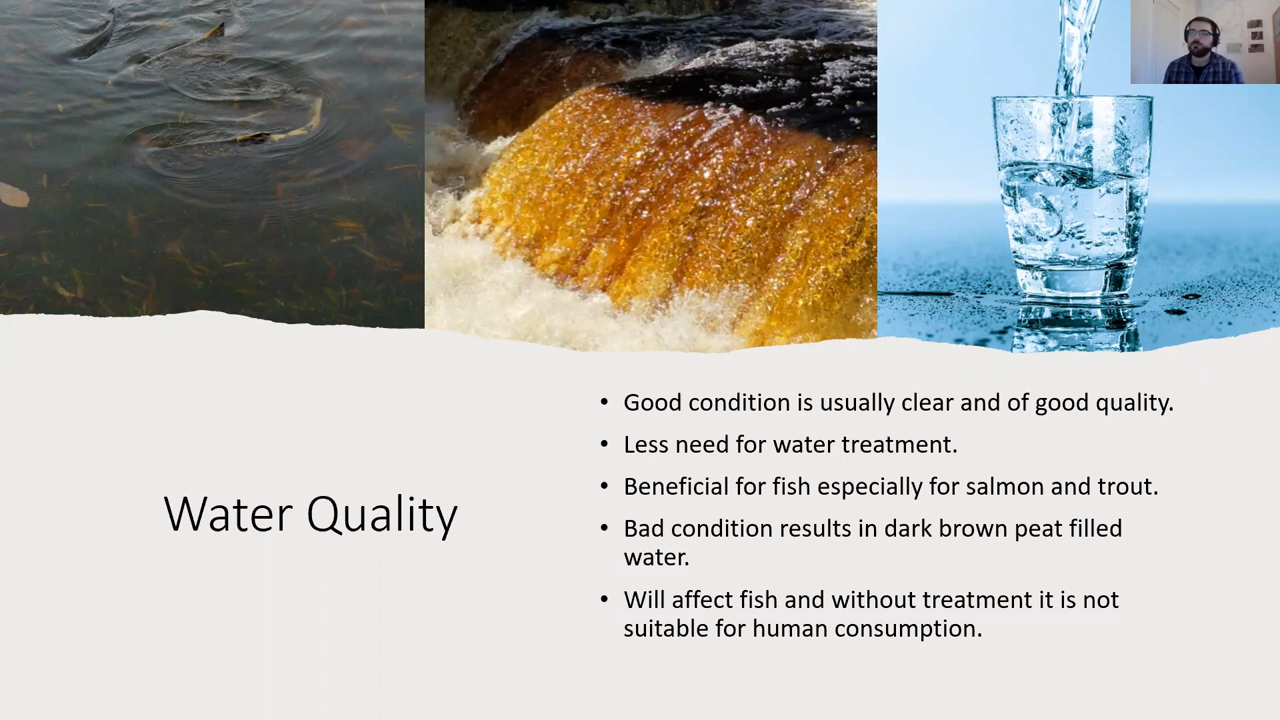 Water Quality
• Good condition is usually clear and of good quality.
• Less need for water treatment.
• Beneficial for fish especially for salmon and trout.
• Bad condition results in dark brown peat filled
water.
• Will affect fish and without treatment it is not
suitable for human consumption.